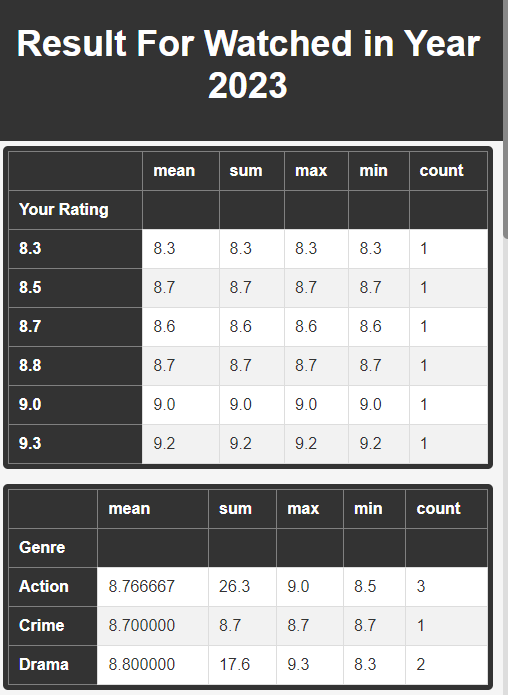 Result For Watched in Year
2023
mean sum max min count
Your Rating
8.3 8.3 8.3 8.3 8.3 1
8.5 8.7 8.7 8.7 8.7 1
8.7 8.6 8.6 8.6 8.6 1
8.8 8.7 8.7 8.7 8.7 1
9.0 9.0 9.0 9.0 9.0 1
9.3 9.2 9.2 9.2 9.2 1
mean sum max min count
Genre
Action 8.766667 26.3 9.0 8.5 3
Crime 8.700000 8.7 8.7 8.7 1
Drama 8.800000 17.6 9.3 8.3 2